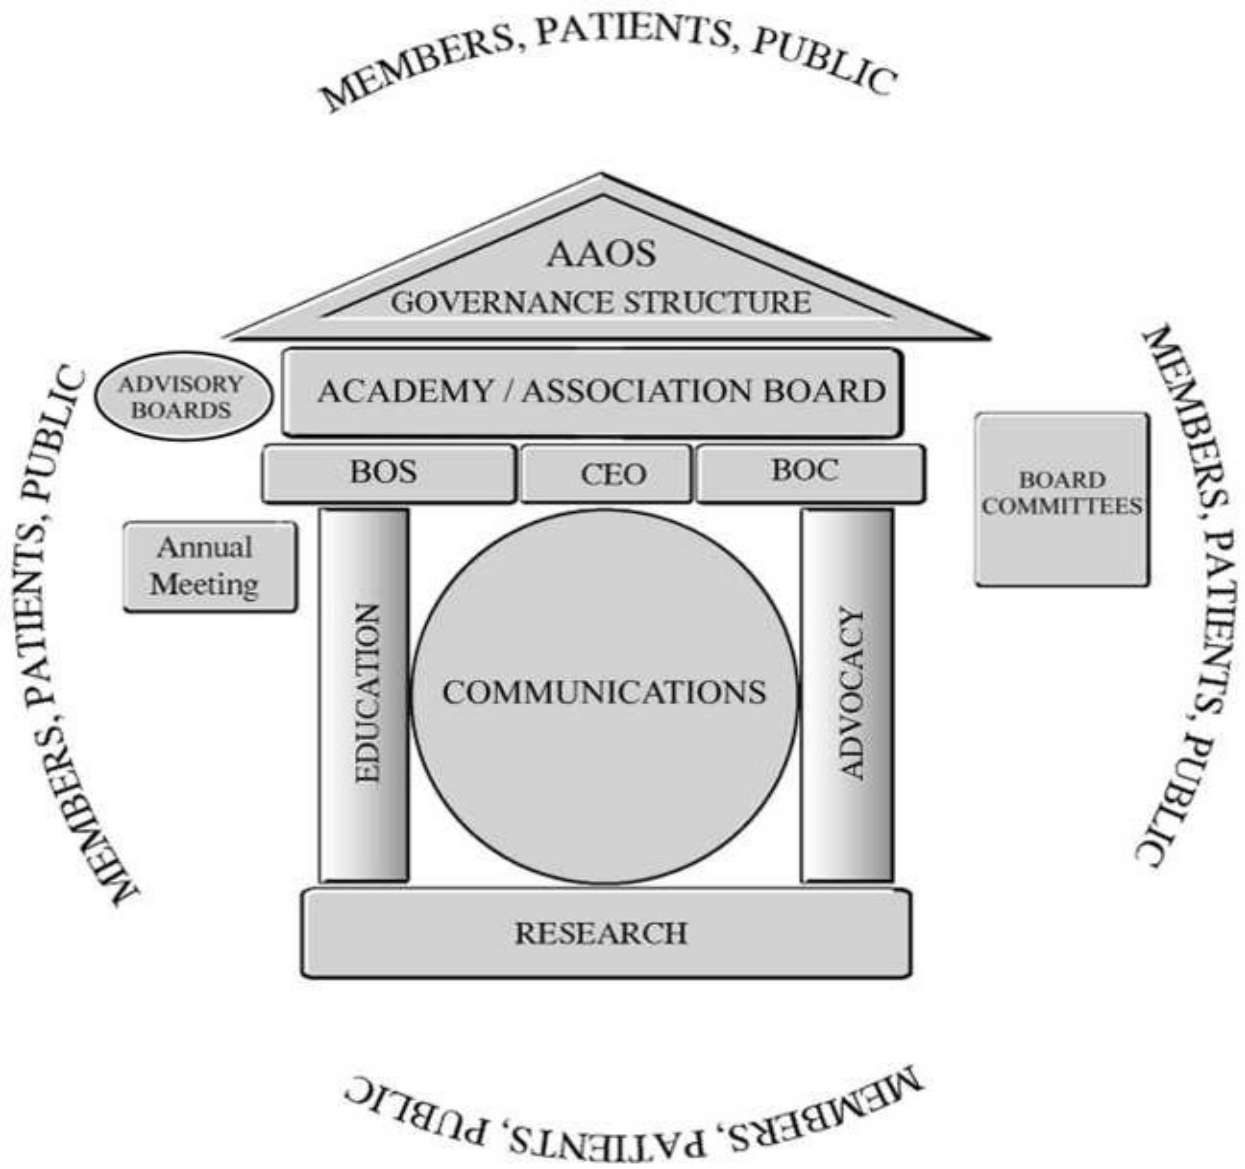 MEMBERS, PATIENTS, PUBLIC
AAOS
GOVERNANCE STRUCTURE
ADVISORY
BOARDS
ACADEMY / ASSOCIATION BOARD
BOS
CEO
BOC
BOARD
COMMITTEES
Annual
Meeting
EDUCATION
COMMUNICATIONS
ADVOCACY
RESEARCH
MEMBERS, PATIENTS, PUBLIC
MEMBERS, PATIENTS, PUBLIC
MEMBERS, PATIENTS, PUBLIC